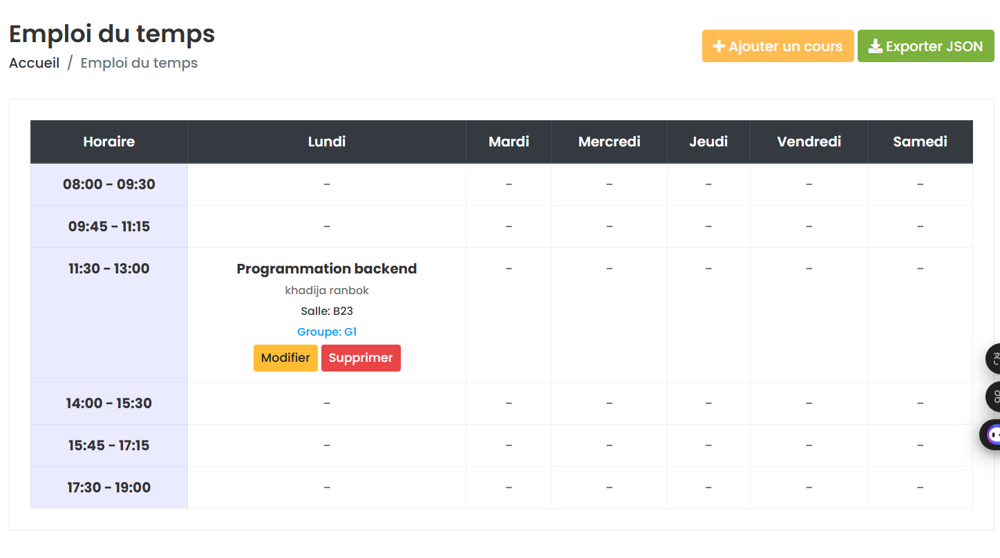 Emploi du temps
Accueil / Emploi du temps
Ajouter un cours Exporter JSON
Horaire Lundi Mardi Mercredi Jeudi Vendredi Samedi
08:00 - 09:30 - - - - - -
09:45 - 11:15 - - - - - -
11:30 - 13:00 Programmation backend - - - - -
khadija ranbok
Salle: B23
Groupe: G1
Modifier Supprimer
14:00 - 15:30 - - - - - -
15:45 - 17:15 - - - - - -
17:30 - 19:00 - - - - - -